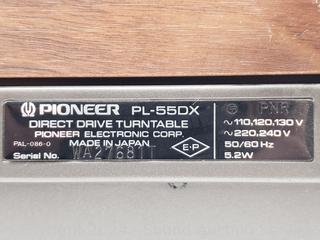 PIONEER PL-55DX
DIRECT DRIVE TURNTABLE
PIONEER ELECTRONIC CORP.
PAL-086-0 MADE IN JAPAN
Serial No. WA27681T
E·P
PNR
~110,120,130 V
~220,240 V
50/60 Hz
5.2W